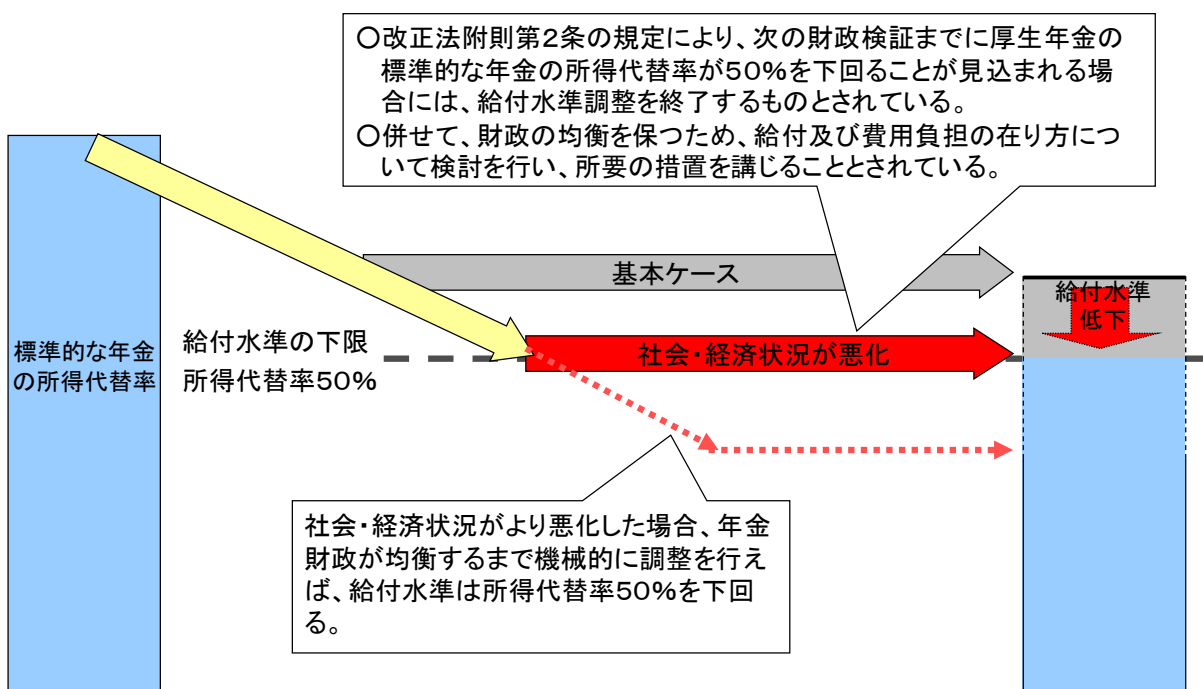 ○改正法附則第2条の規定により、次の財政検証までに厚生年金の
標準的な年金の所得代替率が50%を下回ることが見込まれる場
合には、給付水準調整を終了するものとされている。
○併せて、財政の均衡を保つため、給付及び費用負担の在り方につ
いて検討を行い、所要の措置を講じることとされている。
基本ケース
給付水準
低下
標準的な年金
の所得代替率
給付水準の下限
所得代替率50%
社会・経済状況が悪化
社会・経済状況がより悪化した場合、年金
財政が均衡するまで機械的に調整を行え
ば、給付水準は所得代替率50%を下回
る。